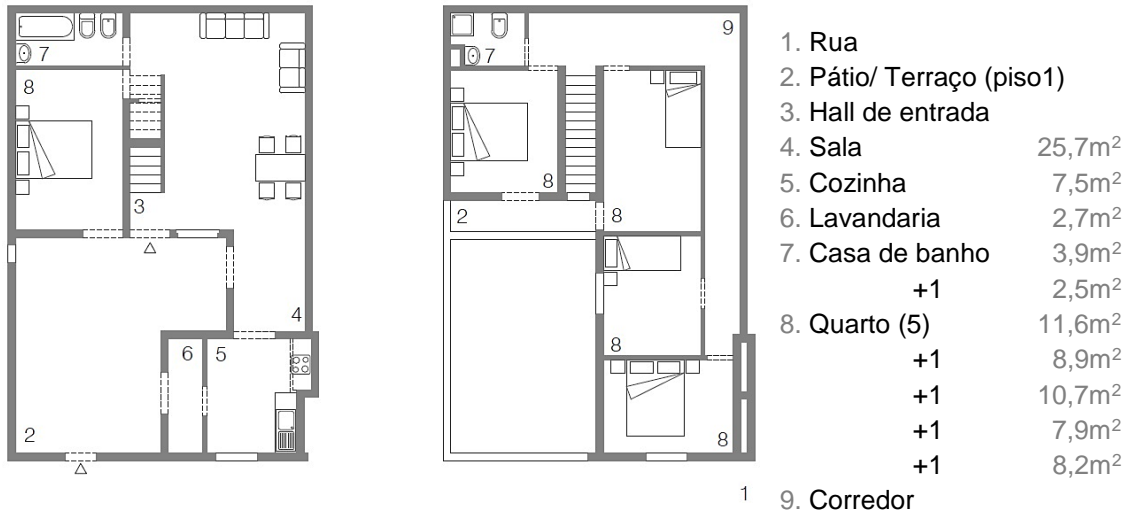 7
8
3
4
6 5
2
9
7
8
2
8
8
8
1
1. Rua
2. Pátio/ Terraço (piso1)
3. Hall de entrada
4. Sala 25,7m²
5. Cozinha 7,5m²
6. Lavandaria 2,7m²
7. Casa de banho 3,9m²
+1 2,5m²
8. Quarto (5) 11,6m²
+1 8,9m²
+1 10,7m²
+1 7,9m²
+1 8,2m²
9. Corredor